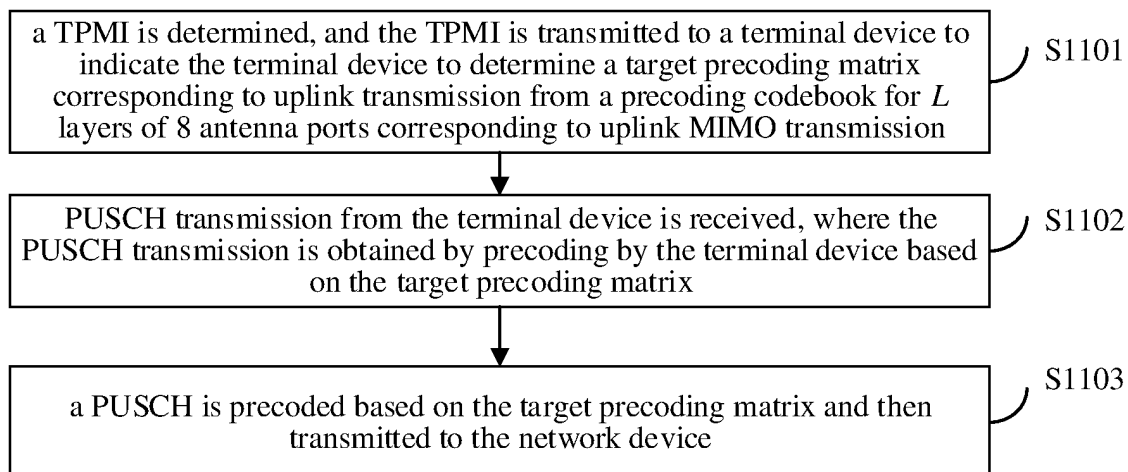 a TPMI is determined, and the TPMI is transmitted to a terminal device to
indicate the terminal device to determine a target precoding matrix
corresponding to uplink transmission from a precoding codebook for L
layers of 8 antenna ports corresponding to uplink MIMO transmission
S1101
PUSCH transmission from the terminal device is received, where the
PUSCH transmission is obtained by precoding by the terminal device based
on the target precoding matrix
S1102
a PUSCH is precoded based on the target precoding matrix and then
transmitted to the network device
S1103